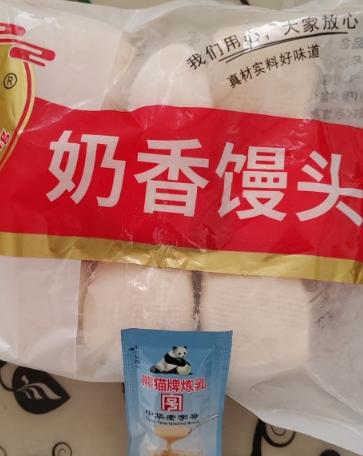 我们用心，大家放心
真材实料好味道
®
奶香馒头
熊猫牌炼乳
中华老字号